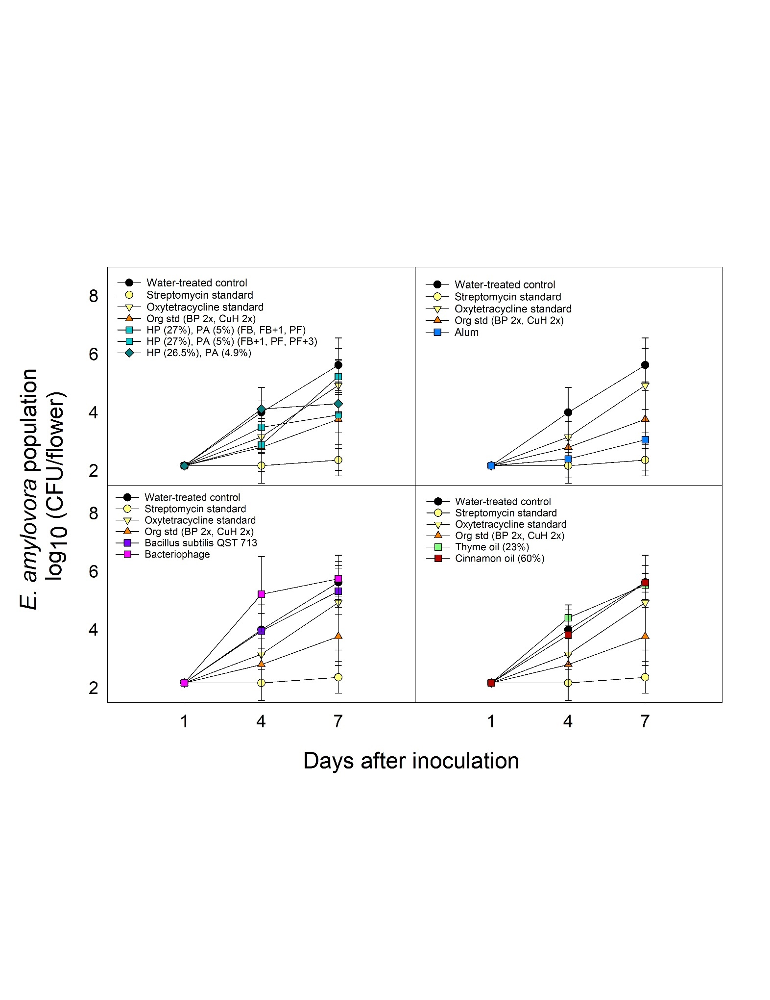 E. amylovora population
log10 (CFU/flower)
8
6
4
2
Water-treated control
Streptomycin standard
Oxytetracycline standard
Org std (BP 2x, CuH 2x)
HP (27%), PA (5%) (FB, FB+1, PF)
HP (27%), PA (5%) (FB+1, PF, PF+3)
HP (26.5%), PA (4.9%)
Water-treated control
Streptomycin standard
Oxytetracycline standard
Org std (BP 2x, CuH 2x)
Alum
8
6
4
2
Water-treated control
Streptomycin standard
Oxytetracycline standard
Org std (BP 2x, CuH 2x)
Bacillus subtilis QST 713
Bacteriophage
Water-treated control
Streptomycin standard
Oxytetracycline standard
Org std (BP 2x, CuH 2x)
Thyme oil (23%)
Cinnamon oil (60%)
1 4 7 1 4 7
Days after inoculation